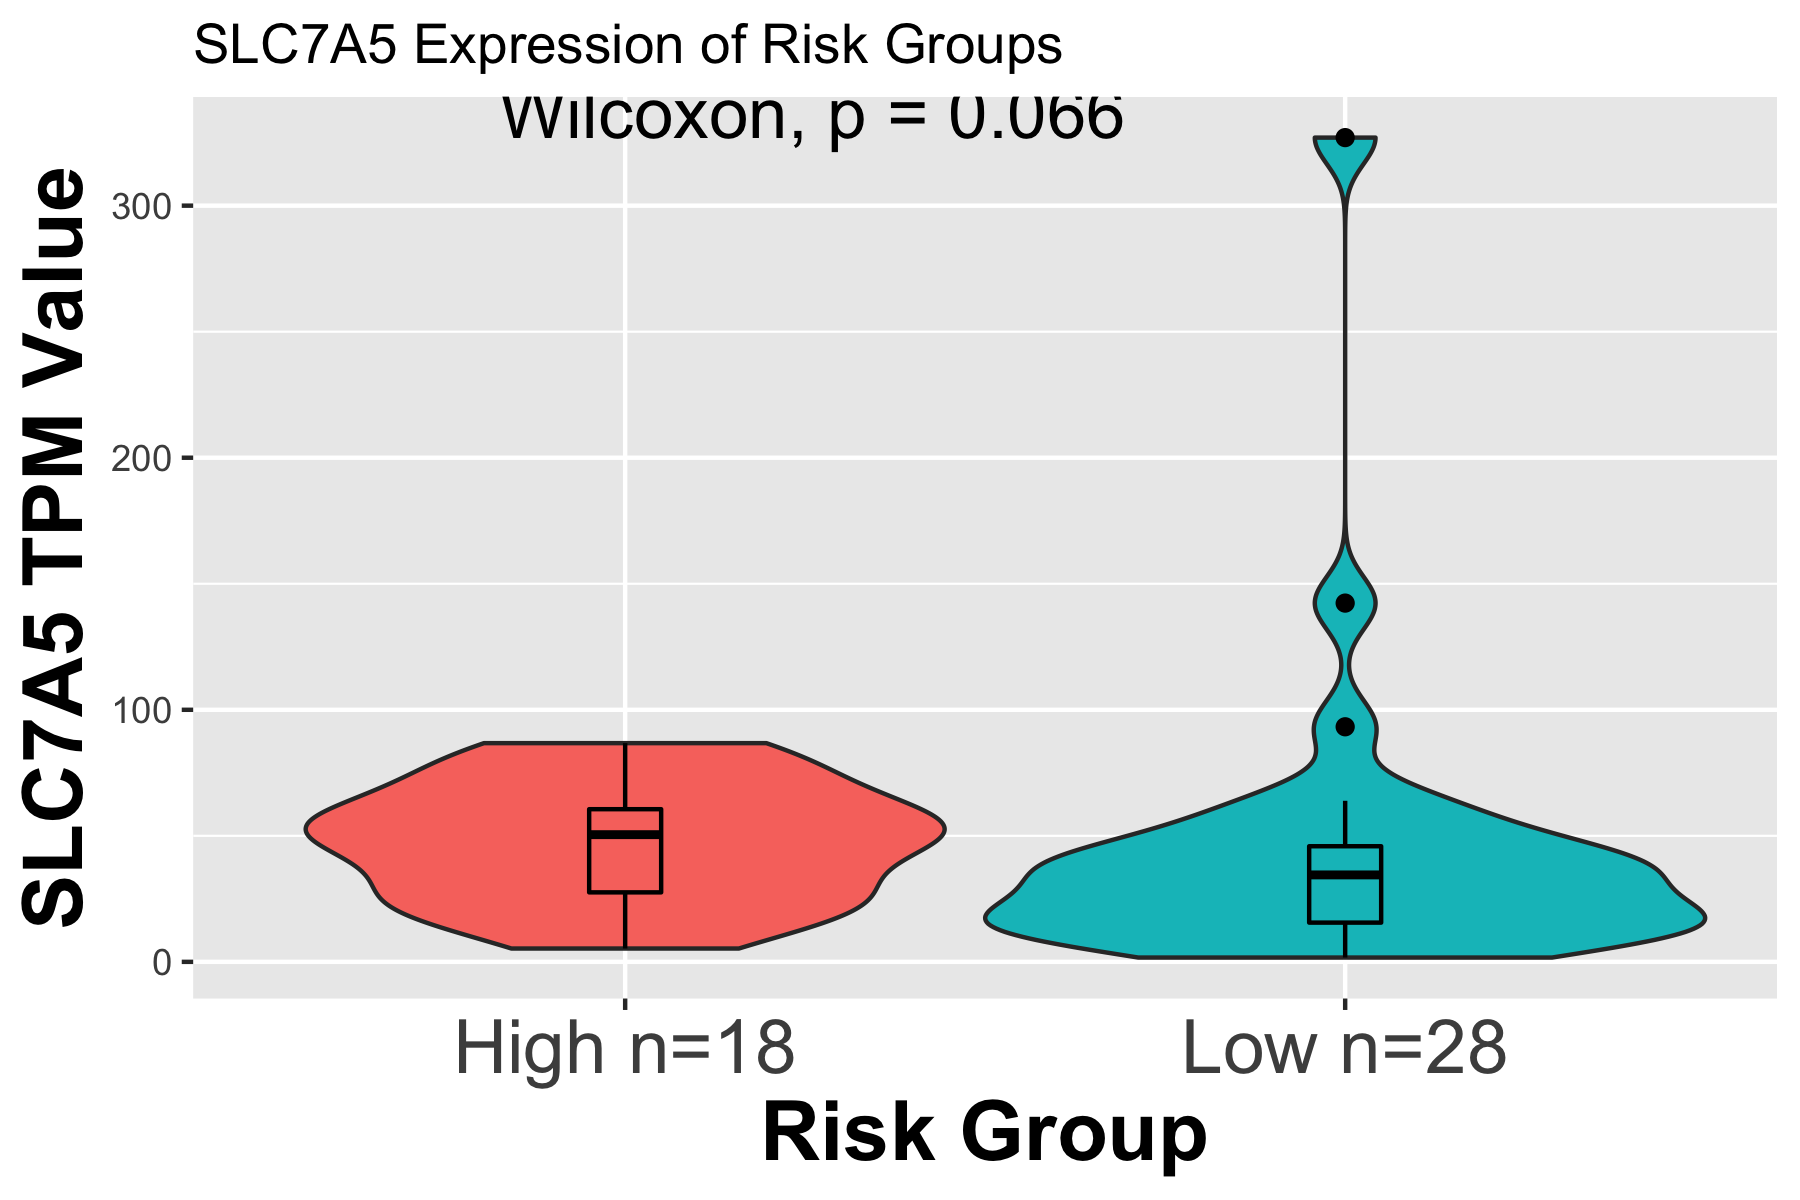 SLC7A5 Expression of Risk Groups
Wilcoxon, p = 0.066
SLC7A5 TPM Value
300
200
100
0
High n=18
Low n=28
Risk Group